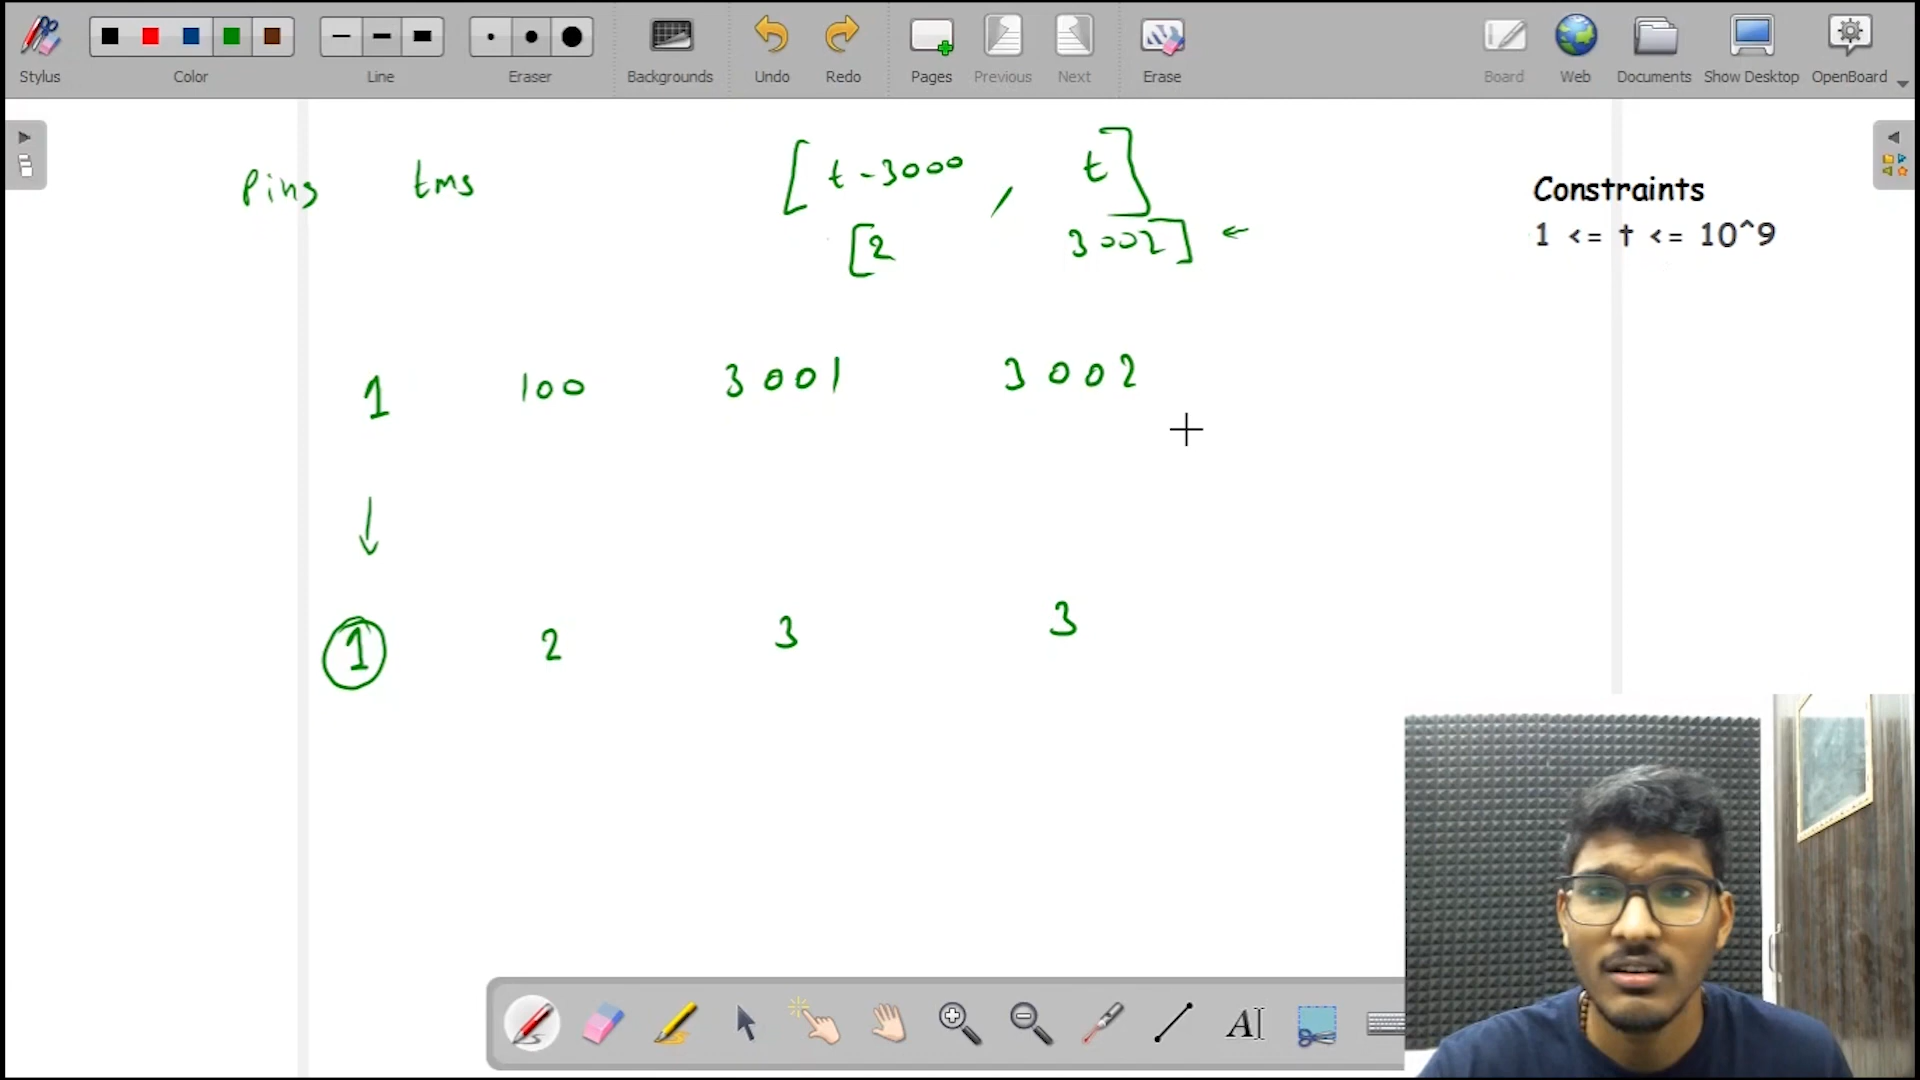 Stylus Color Line Eraser Backgrounds Undo Redo Pages Previous Next Erase Board Web Documents Show Desktop OpenBoard
Ping tms [t-3000 , t]
[2 3002] ←
Constraints
1 <= t <= 10^9
1 100 3001 3002
↓
1 2 3 3